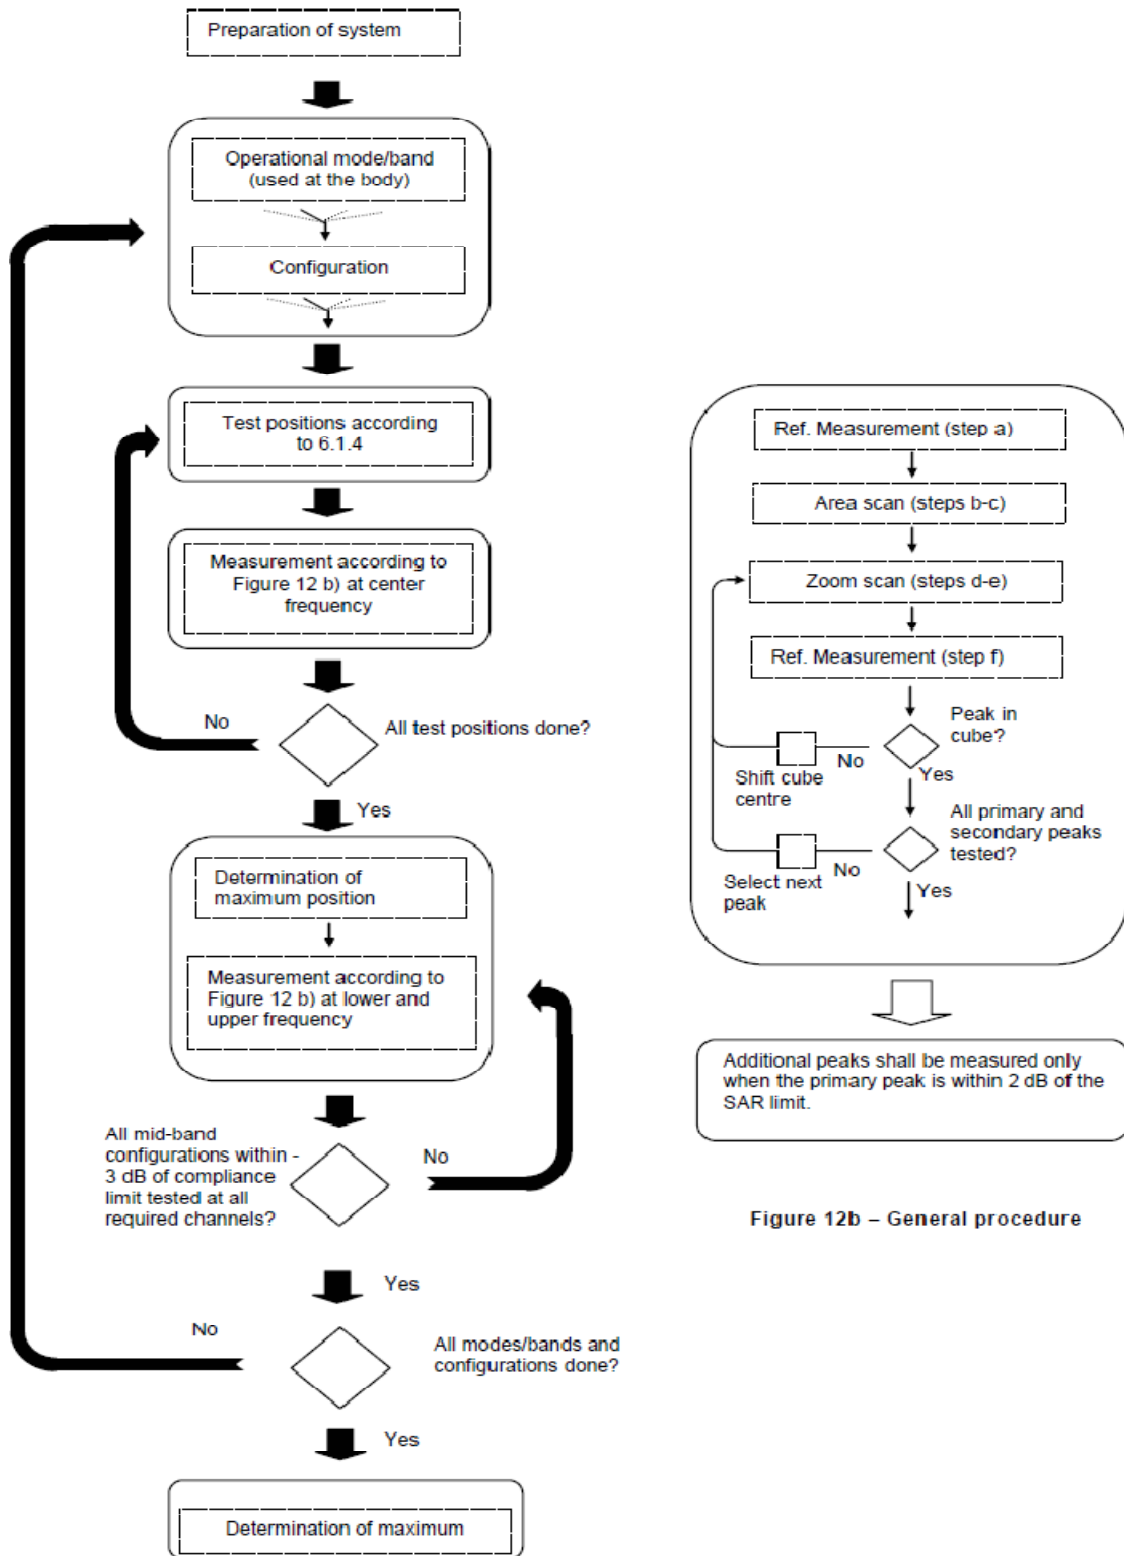 Preparation of system
Operational mode/band
(used at the body)
Configuration
Test positions according
to 6.1.4
Measurement according to
Figure 12 b) at center
frequency
No
All test positions done?
Yes
Determination of
maximum position
Measurement according to
Figure 12 b) at lower and
upper frequency
All mid-band
configurations within -
3 dB of compliance
limit tested at all
required channels?
No
Yes
No
All modes/bands and
configurations done?
Yes
Determination of maximum
Ref. Measurement (step a)
Area scan (steps b-c)
Zoom scan (steps d-e)
Ref. Measurement (step f)
Peak in
cube?
No
Shift cube
centre
Yes
All primary and
secondary peaks
tested?
No
Select next
peak
Yes
Additional peaks shall be measured only
when the primary peak is within 2 dB of the
SAR limit.
Figure 12b – General procedure